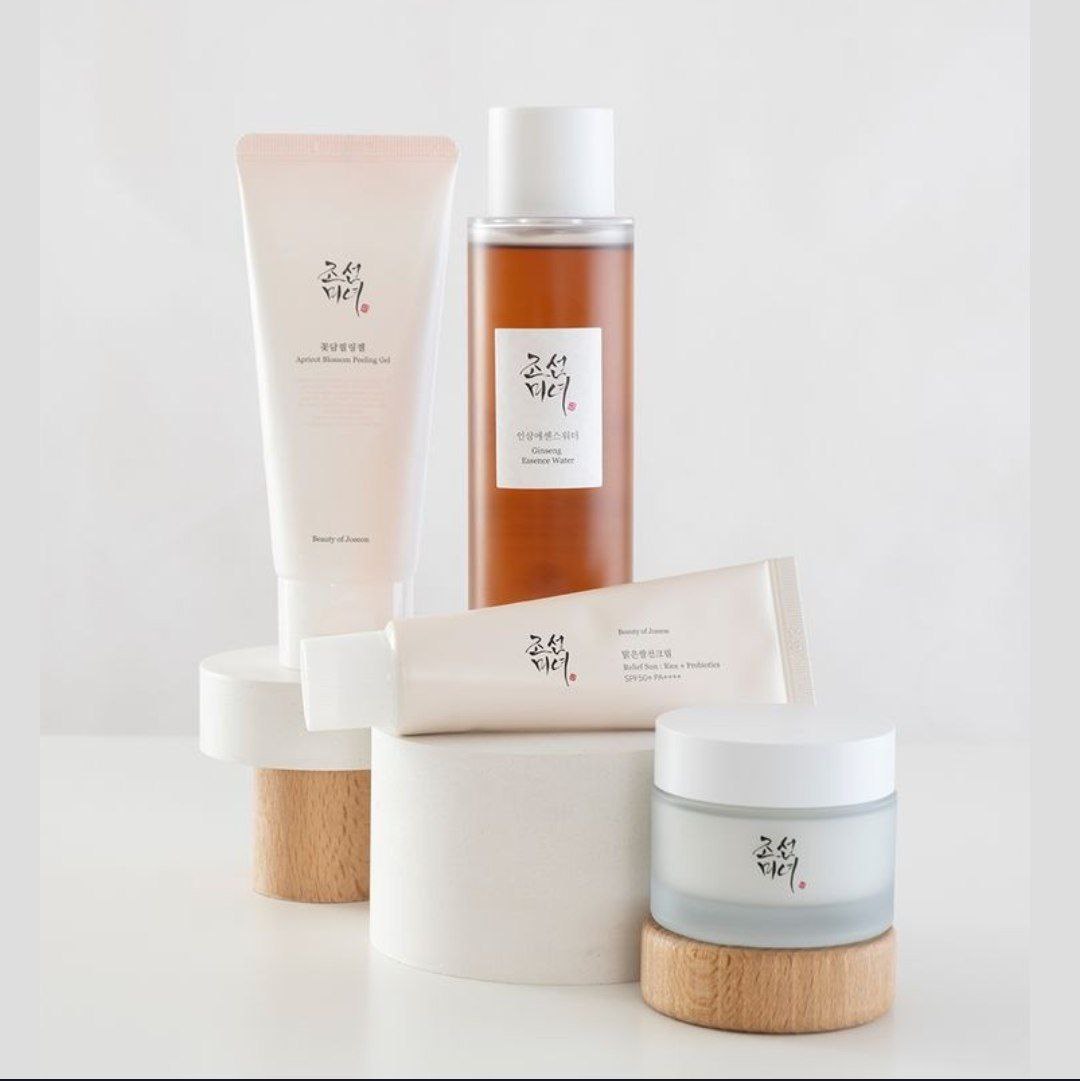 조선
미녀
꽃담필링젤
Apricot Blossom Peeling Gel
Beauty of Joseon
조선
미녀
인삼에센스워터
Ginseng
Essence Water
조선
미녀
Beauty of Joseon
맑은쌀선크림
Relief Sun : Rice + Probiotics
SPF50+ PA++++
조선
미녀